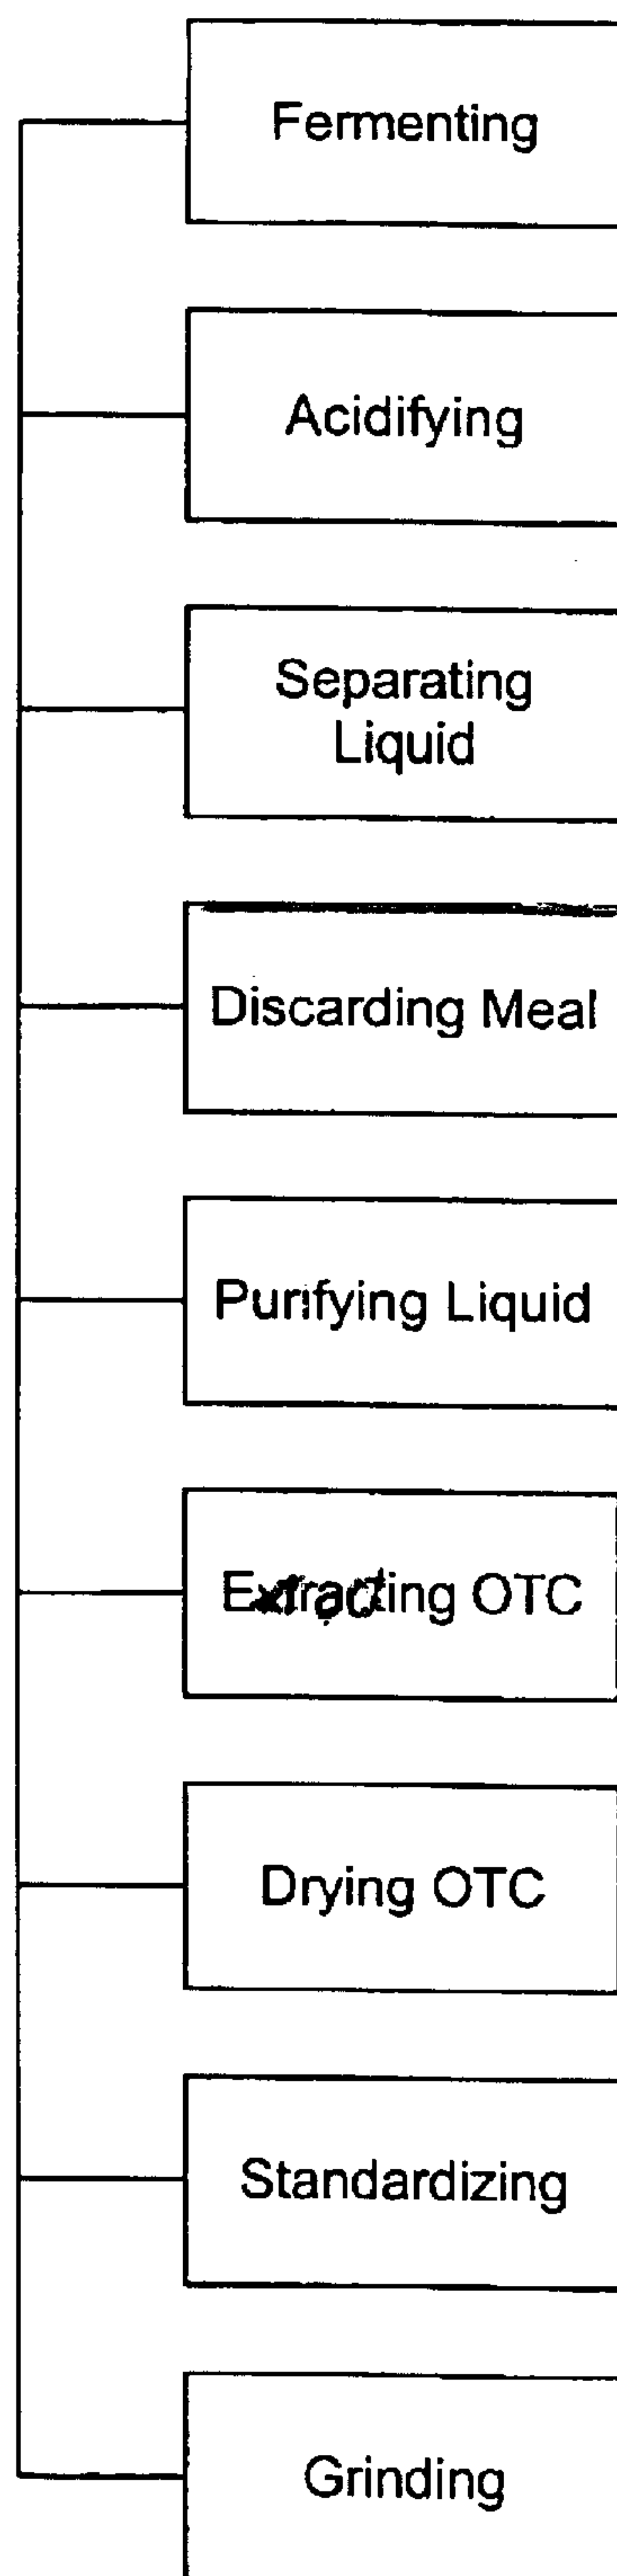 Fermenting
Acidifying
Separating
Liquid
Discarding Meal
Purifying Liquid
Extracting OTC
Drying OTC
Standardizing
Grinding